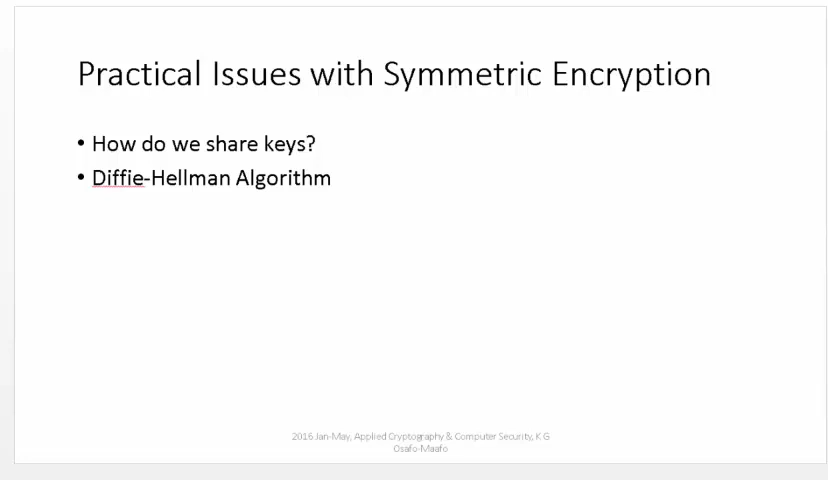 Practical Issues with Symmetric Encryption
• How do we share keys?
• Diffie-Hellman Algorithm
2016 Jan-May, Applied Cryptography & Computer Security, K G
Osafo-Maafo